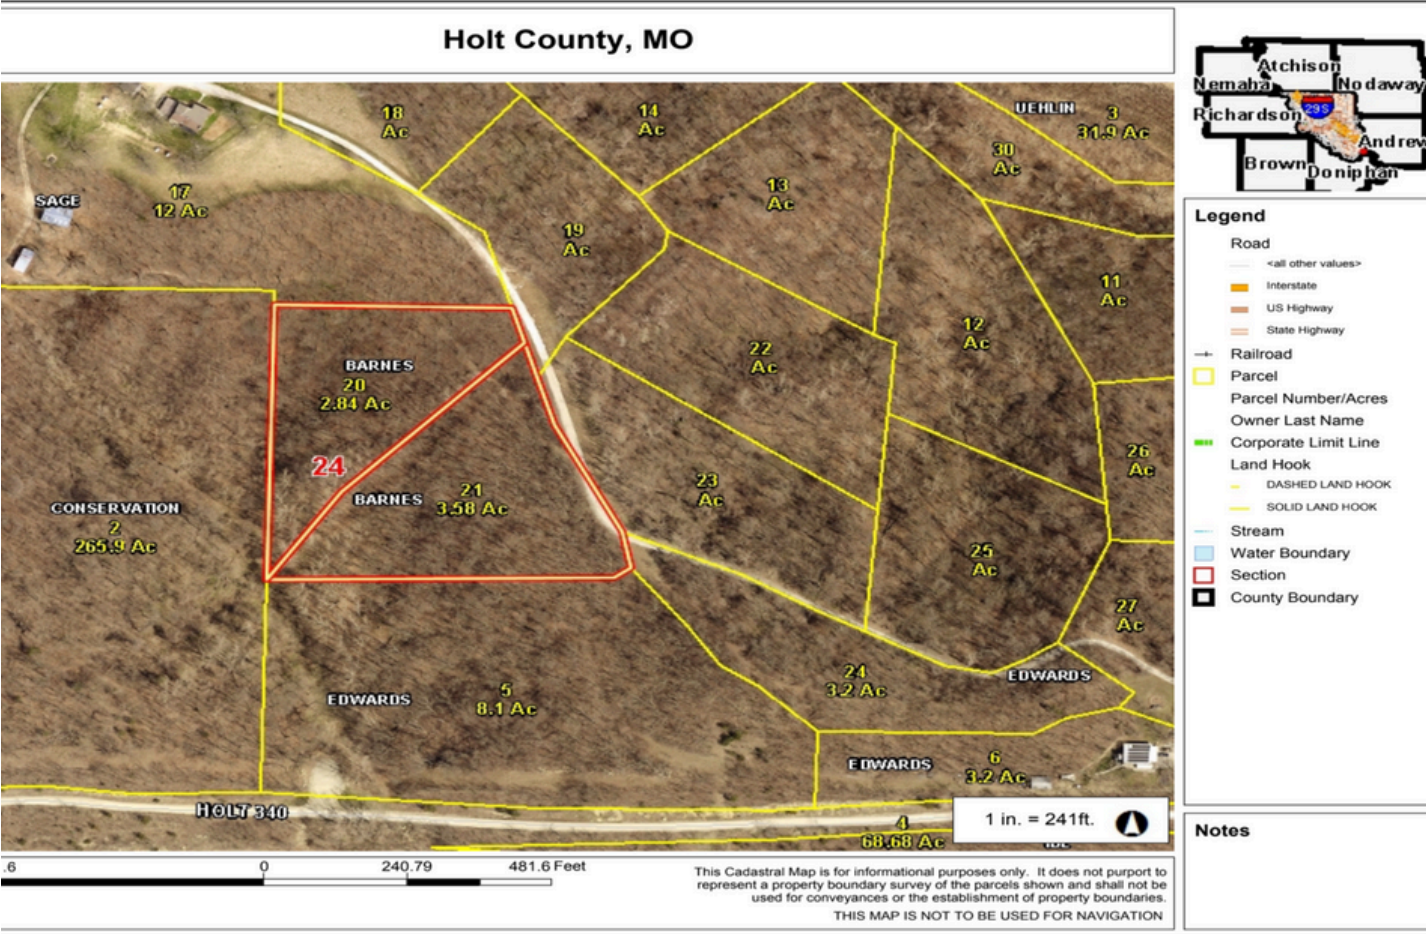 Holt County, MO
Atchison
Nemaha
Nodaway
29S
Richardson
Andrew
Brown
Doniphan
18
Ac
14
Ac
UEHLIN
3
31.9 Ac
30
Ac
17
12 Ac
SAGE
13
Ac
19
Ac
11
Ac
12
Ac
22
Ac
BARNES
20
2.84 Ac
24
BARNES
21
3.58 Ac
23
Ac
26
Ac
CONSERVATION
2
265.9 Ac
25
Ac
27
Ac
24
3.2 Ac
EDWARDS
EDWARDS
5
8.1 Ac
EDWARDS
6
3.2 Ac
HOLT 340
4
68.68 Ac
1 in. = 241ft.
Legend
Road
<all other values>
Interstate
US Highway
State Highway
Railroad
Parcel
Parcel Number/Acres
Owner Last Name
Corporate Limit Line
Land Hook
DASHED LAND HOOK
SOLID LAND HOOK
Stream
Water Boundary
Section
County Boundary
Notes
.6 0 240.79 481.6 Feet
This Cadastral Map is for informational purposes only. It does not purport to
represent a property boundary survey of the parcels shown and shall not be
used for conveyances or the establishment of property boundaries.
THIS MAP IS NOT TO BE USED FOR NAVIGATION